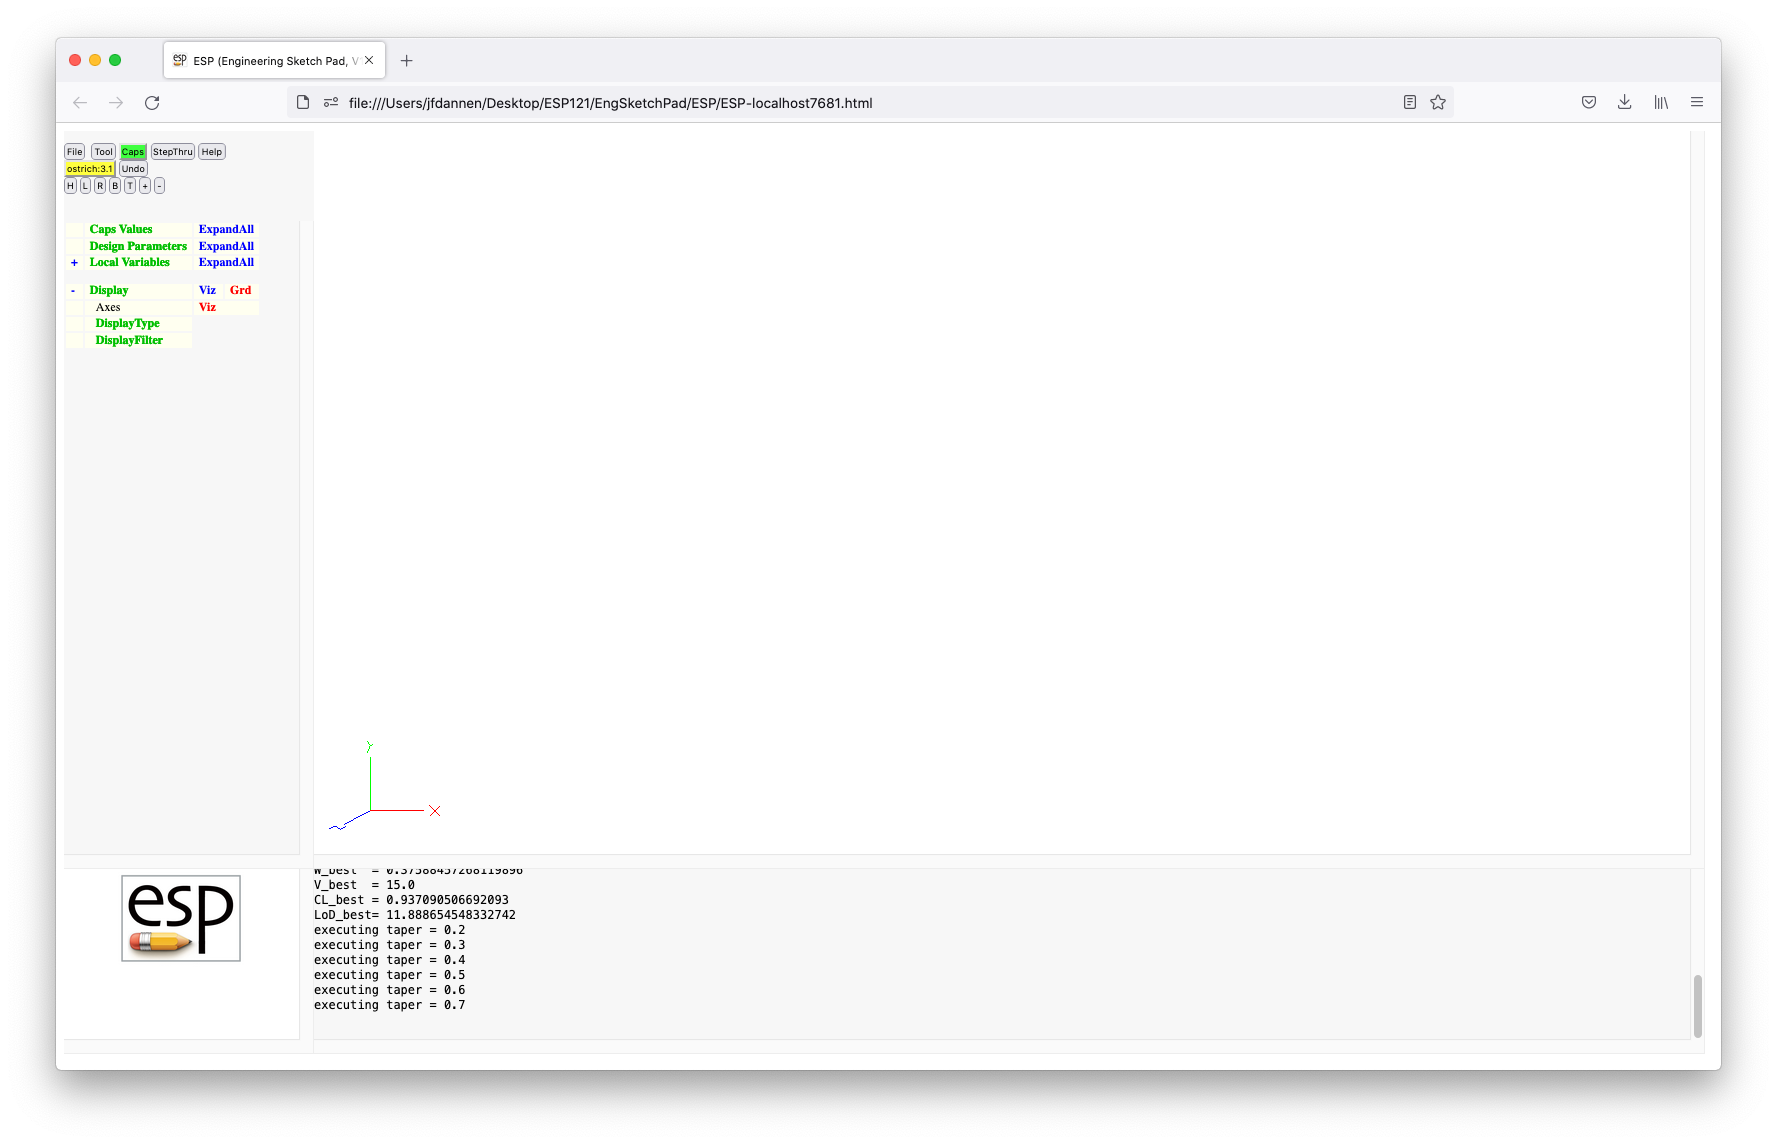 esp ESP (Engineering Sketch Pad, V
file:///Users/jfdannen/Desktop/ESP121/EngSketchPad/ESP/ESP-localhost7681.html
File Tool Caps StepThru Help
ostrich:3.1 Undo
H L R B T + -
Caps Values ExpandAll
Design Parameters ExpandAll
+ Local Variables ExpandAll
- Display Viz Grd
Axes Viz
DisplayType
DisplayFilter
Y
X
esp
W_best = 0.37588457268119896
V_best = 15.0
CL_best = 0.937090506692093
LoD_best= 11.888654548332742
executing taper = 0.2
executing taper = 0.3
executing taper = 0.4
executing taper = 0.5
executing taper = 0.6
executing taper = 0.7